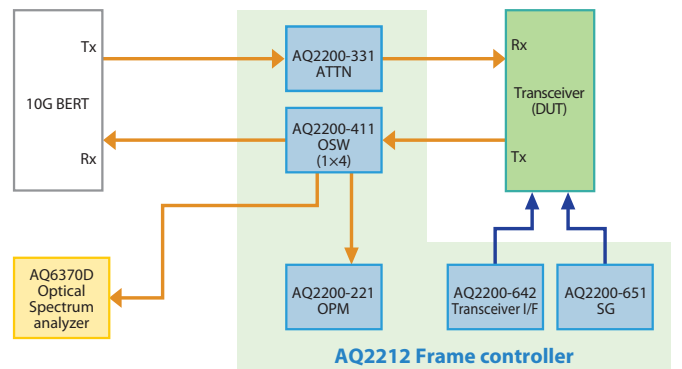 Tx
10G BERT
Rx
AQ2200-331
ATTN
AQ2200-411
OSW
(1×4)
Rx
Transceiver
(DUT)
Tx
AQ6370D
Optical
Spectrum
analyzer
AQ2200-221
OPM
AQ2200-642
Transceiver I/F
AQ2200-651
SG
AQ2212 Frame controller